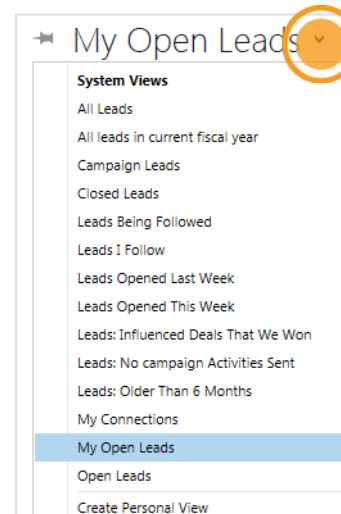 My Open Leads
System Views
All Leads
All leads in current fiscal year
Campaign Leads
Closed Leads
Leads Being Followed
Leads I Follow
Leads Opened Last Week
Leads Opened This Week
Leads: Influenced Deals That We Won
Leads: No campaign Activities Sent
Leads: Older Than 6 Months
My Connections
My Open Leads
Open Leads
Create Personal View